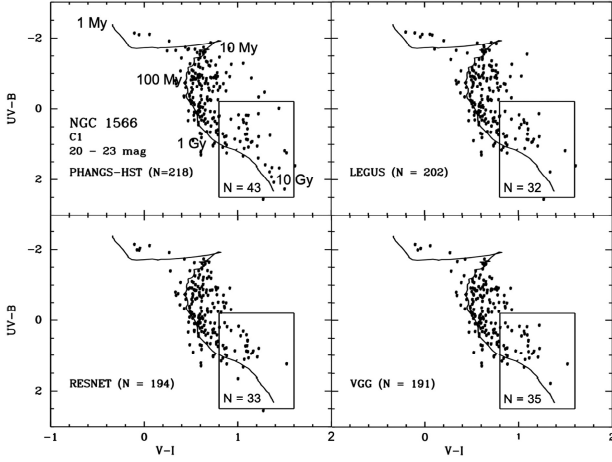 1 My
10 My
100 My
1 Gy
10 Gy
NGC 1566
C1
20 – 23 mag
PHANGS-HST (N=218)
N = 43
LEGUS (N = 202)
N = 32
UV-B
-2
0
2
RESNET (N = 194)
N = 33
VGG (N = 191)
N = 35
UV-B
-2
0
2
-1
0
1
2
0
1
2
V-I
V-I